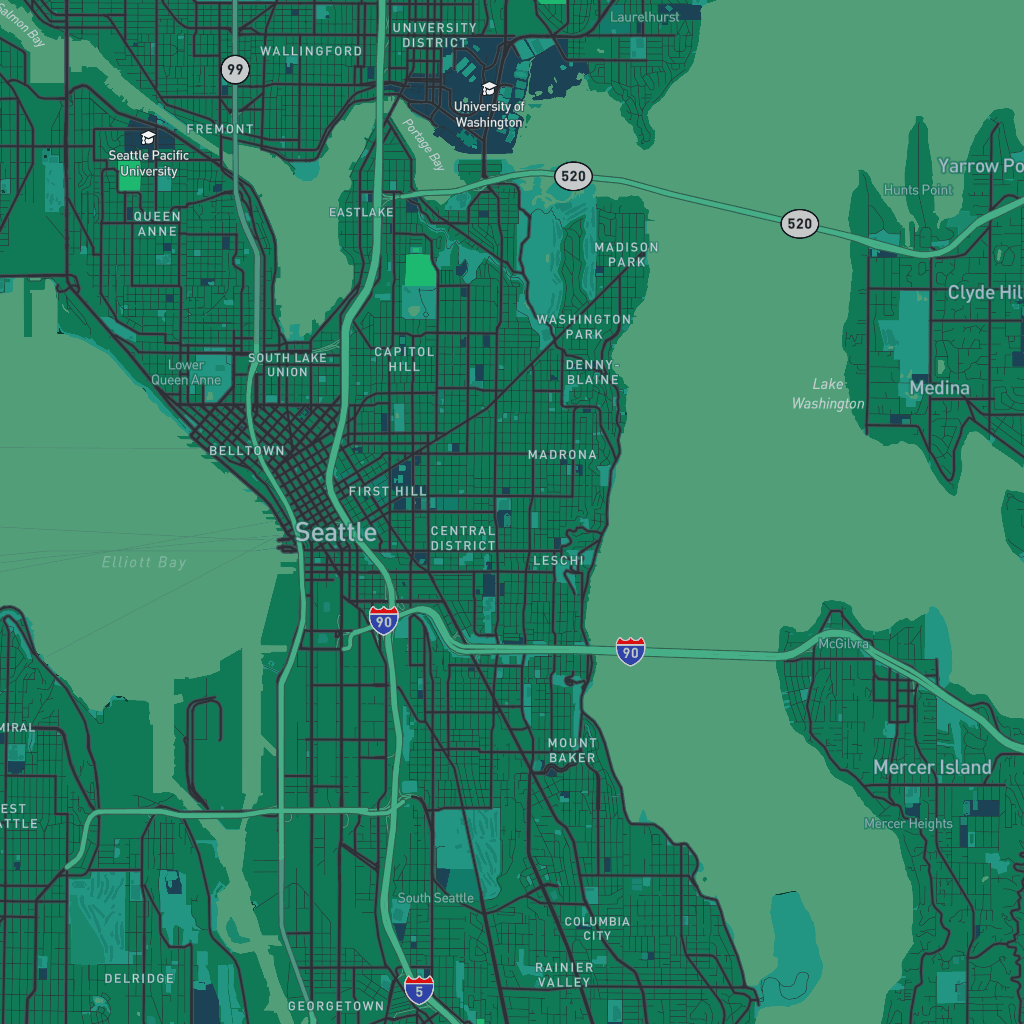 Laurelhurst
UNIVERSITY
DISTRICT
Salmon Bay
WALLINGFORD
99
University of
Washington
FREMONT
Portage Bay
Seattle Pacific
University
Yarrow Po
520
Hunts Point
EASTLAKE
QUEEN
ANNE
520
MADISON
PARK
Clyde Hil
WASHINGTON
PARK
SOUTH LAKE
UNION
CAPITOL
HILL
Lower
Queen Anne
DENNY-
BLAINE
Lake
Washington
Medina
BELLTOWN
MADRONA
FIRST HILL
Seattle
CENTRAL
DISTRICT
Elliott Bay
LESCHI
90
90
McGilvra
MIRAL
MOUNT
BAKER
Mercer Island
EST
ATTLE
Mercer Heights
South Seattle
COLUMBIA
CITY
DELRIDGE
RAINIER
VALLEY
5
GEORGETOWN